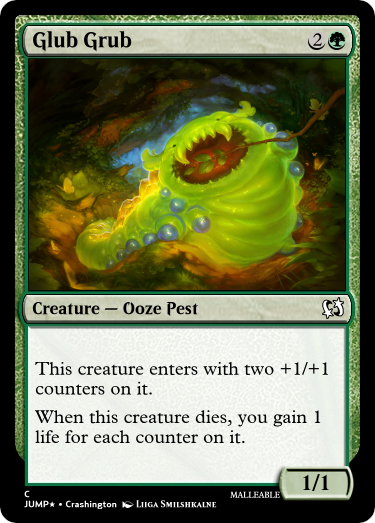 Glub Grub 2
Creature — Ooze Pest
This creature enters with two +1/+1
counters on it.
When this creature dies, you gain 1
life for each counter on it.
1/1
C
MALLEABLE
JUMP★ • Crashington Liiga Smilshkalne